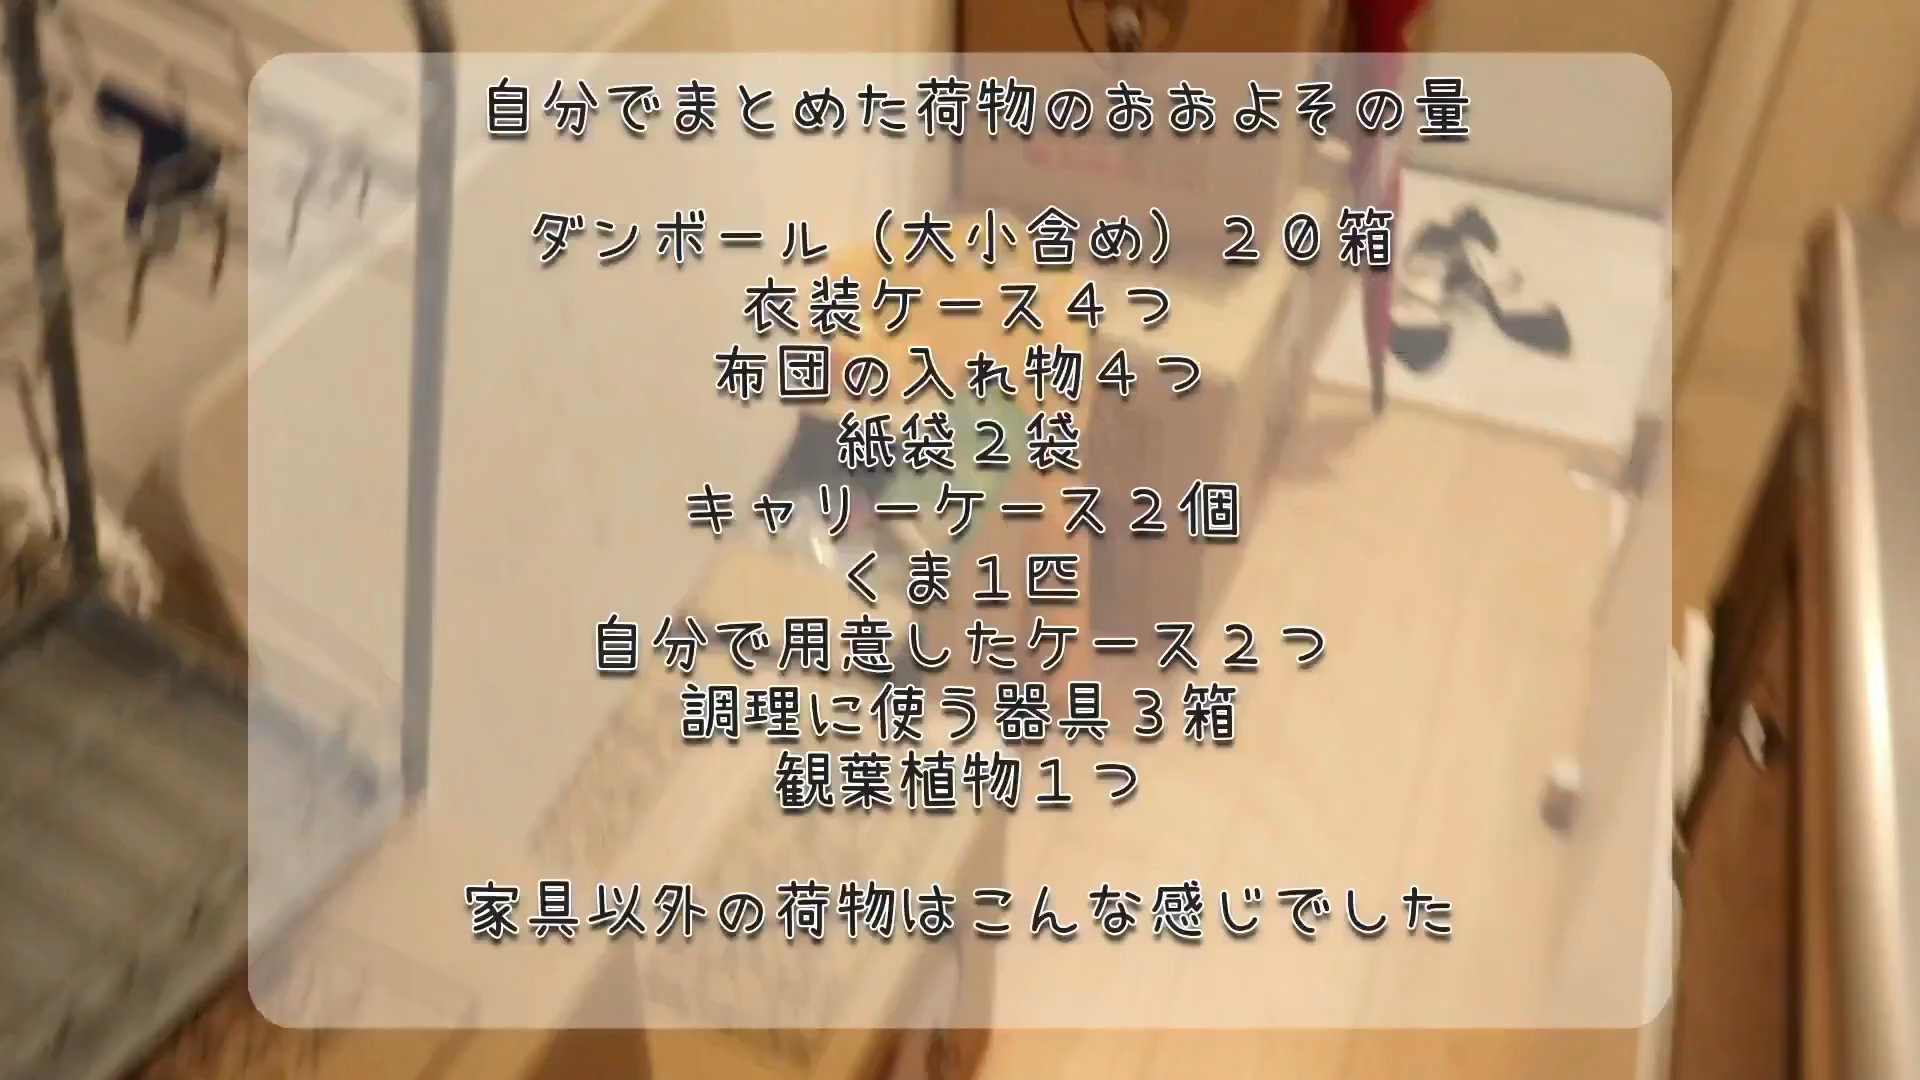 自分でまとめた荷物のおおよその量
ダンボール（大小含め）２０箱
衣装ケース４つ
布団の入れ物４つ
紙袋２袋
キャリーケース２個
くま１匹
自分で用意したケース２つ
調理に使う器具３箱
観葉植物１つ
家具以外の荷物はこんな感じでした